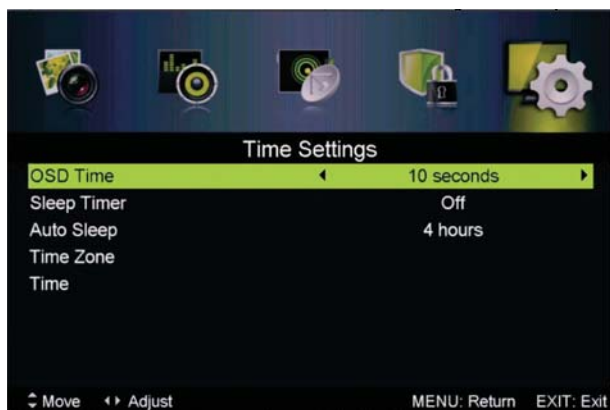 Time Settings
OSD Time 10 seconds
Sleep Timer Off
Auto Sleep 4 hours
Time Zone
Time
Move Adjust MENU: Return EXIT: Exit